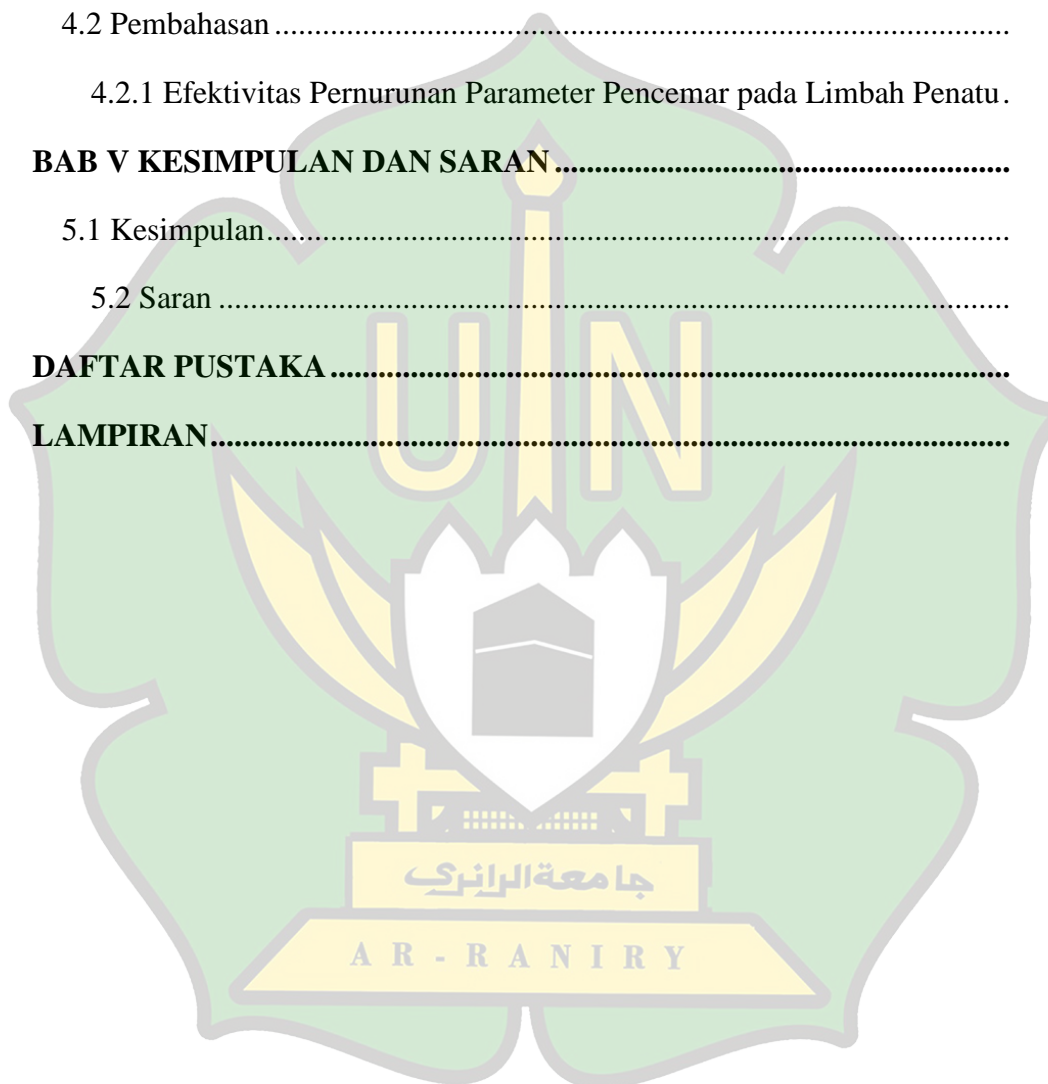 4.2 Pembahasan ..............................................................................
4.2.1 Efektivitas Pernurunan Parameter Pencemar pada Limbah Penatu .
BAB V KESIMPULAN DAN SARAN ................................................
5.1 Kesimpulan ...............................................................................
5.2 Saran ....................................................................................
DAFTAR PUSTAKA ........................................................................
LAMPIRAN .....................................................................................
UIN
جامعة الرانري
AR - RANIRY